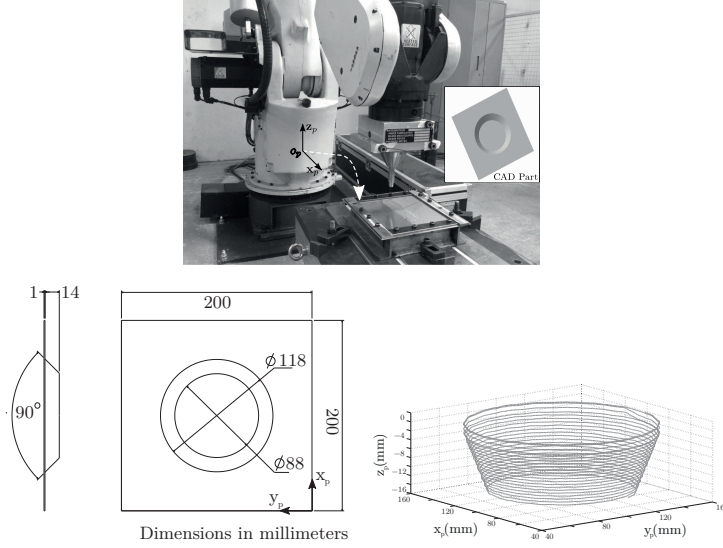 z_p
O_p
x_p
CAD Part
1 14
200
90°
ϕ118
200
ϕ88
x_p
y_p
Dimensions in millimeters
0
−4
−8
−12
−16
z_p(mm)
160
120
80
40
x_p(mm)
40
80
120
y_p(mm)